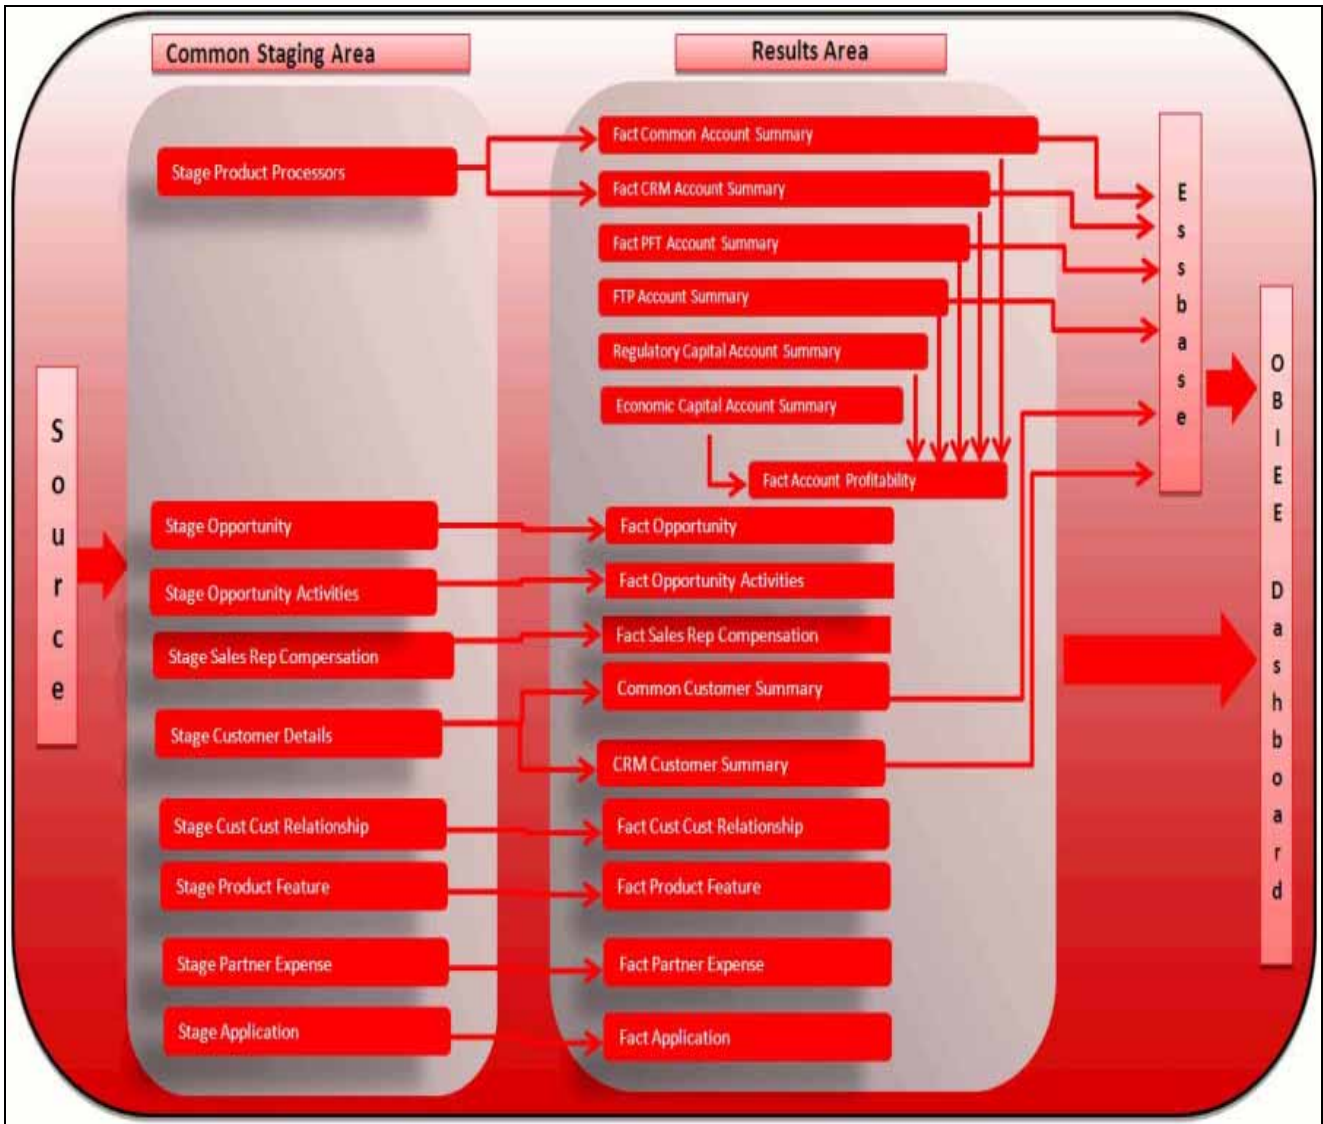 Common Staging Area
Results Area
Source
Stage Product Processors
Stage Opportunity
Stage Opportunity Activities
Stage Sales Rep Compensation
Stage Customer Details
Stage Cust Cust Relationship
Stage Product Feature
Stage Partner Expense
Stage Application
Fact Common Account Summary
Fact CRM Account Summary
Fact PFT Account Summary
FTP Account Summary
Regulatory Capital Account Summary
Economic Capital Account Summary
Fact Account Profitability
Fact Opportunity
Fact Opportunity Activities
Fact Sales Rep Compensation
Common Customer Summary
CRM Customer Summary
Fact Cust Cust Relationship
Fact Product Feature
Fact Partner Expense
Fact Application
Essbase
OBIEE Dashboard